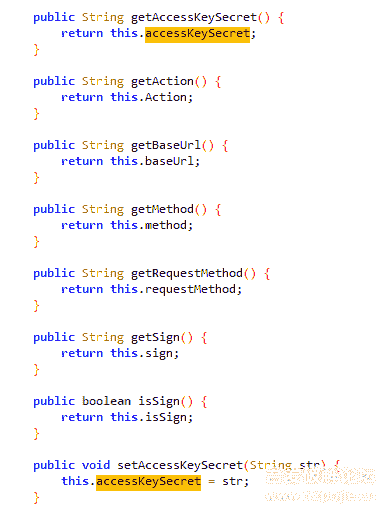 public String getAccessKeySecret() {
return this.accessKeySecret;
}
public String getAction() {
return this.Action;
}
public String getBaseUrl() {
return this.baseUrl;
}
public String getMethod() {
return this.method;
}
public String getRequestMethod() {
return this.requestMethod;
}
public String getSign() {
return this.sign;
}
public boolean isSign() {
return this.isSign;
}
public void setAccessKeySecret(String str) {
this.accessKeySecret = str;
}